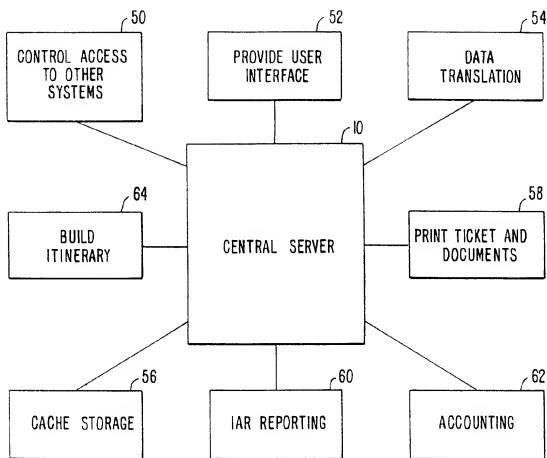 50
CONTROL ACCESS
TO OTHER
SYSTEMS
52
PROVIDE USER
INTERFACE
54
DATA
TRANSLATION
10
CENTRAL SERVER
64
BUILD
ITINERARY
58
PRINT TICKET AND
DOCUMENTS
56
CACHE STORAGE
60
IAR REPORTING
62
ACCOUNTING